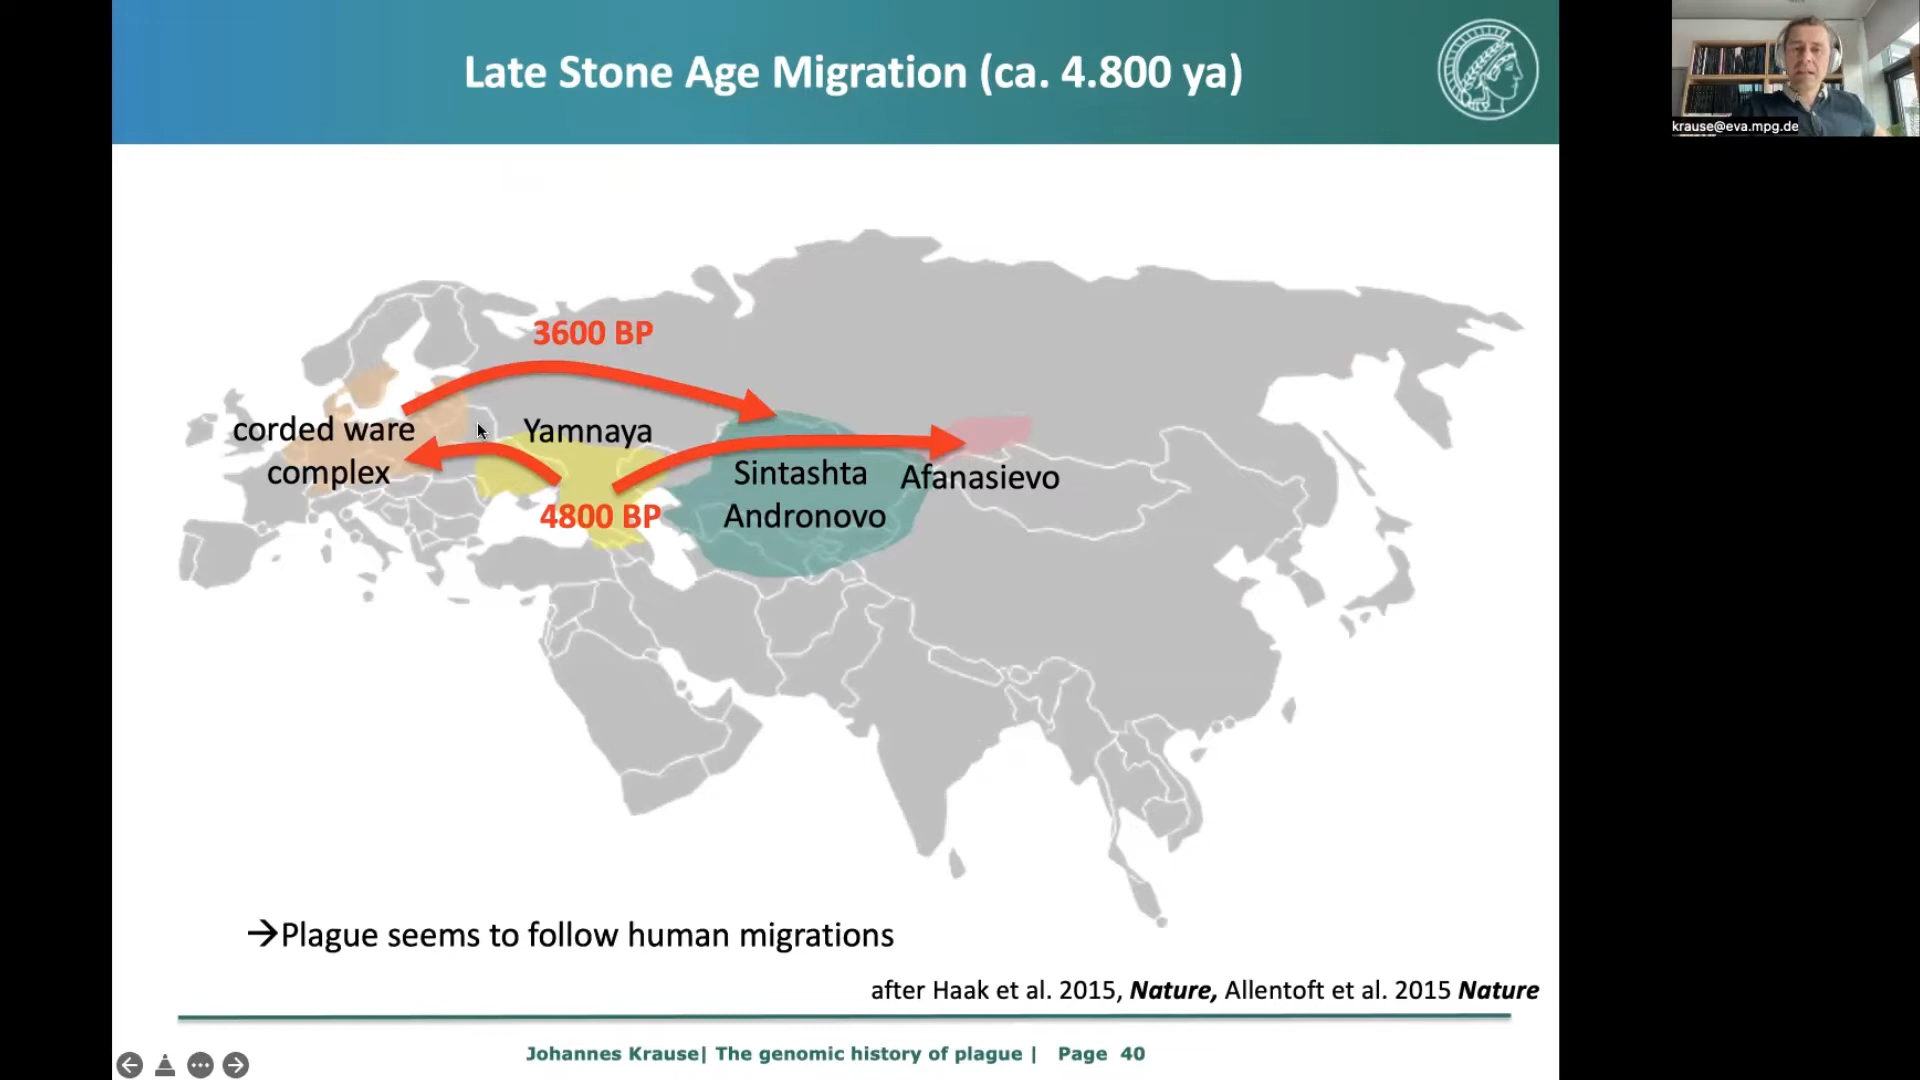 Late Stone Age Migration (ca. 4.800 ya)
krause@eva.mpg.de
3600 BP
corded ware
complex
Yamnaya
4800 BP
Sintashta
Andronovo
Afanasievo
→Plague seems to follow human migrations
after Haak et al. 2015, Nature, Allentoft et al. 2015 Nature
Johannes Krause| The genomic history of plague | Page 40